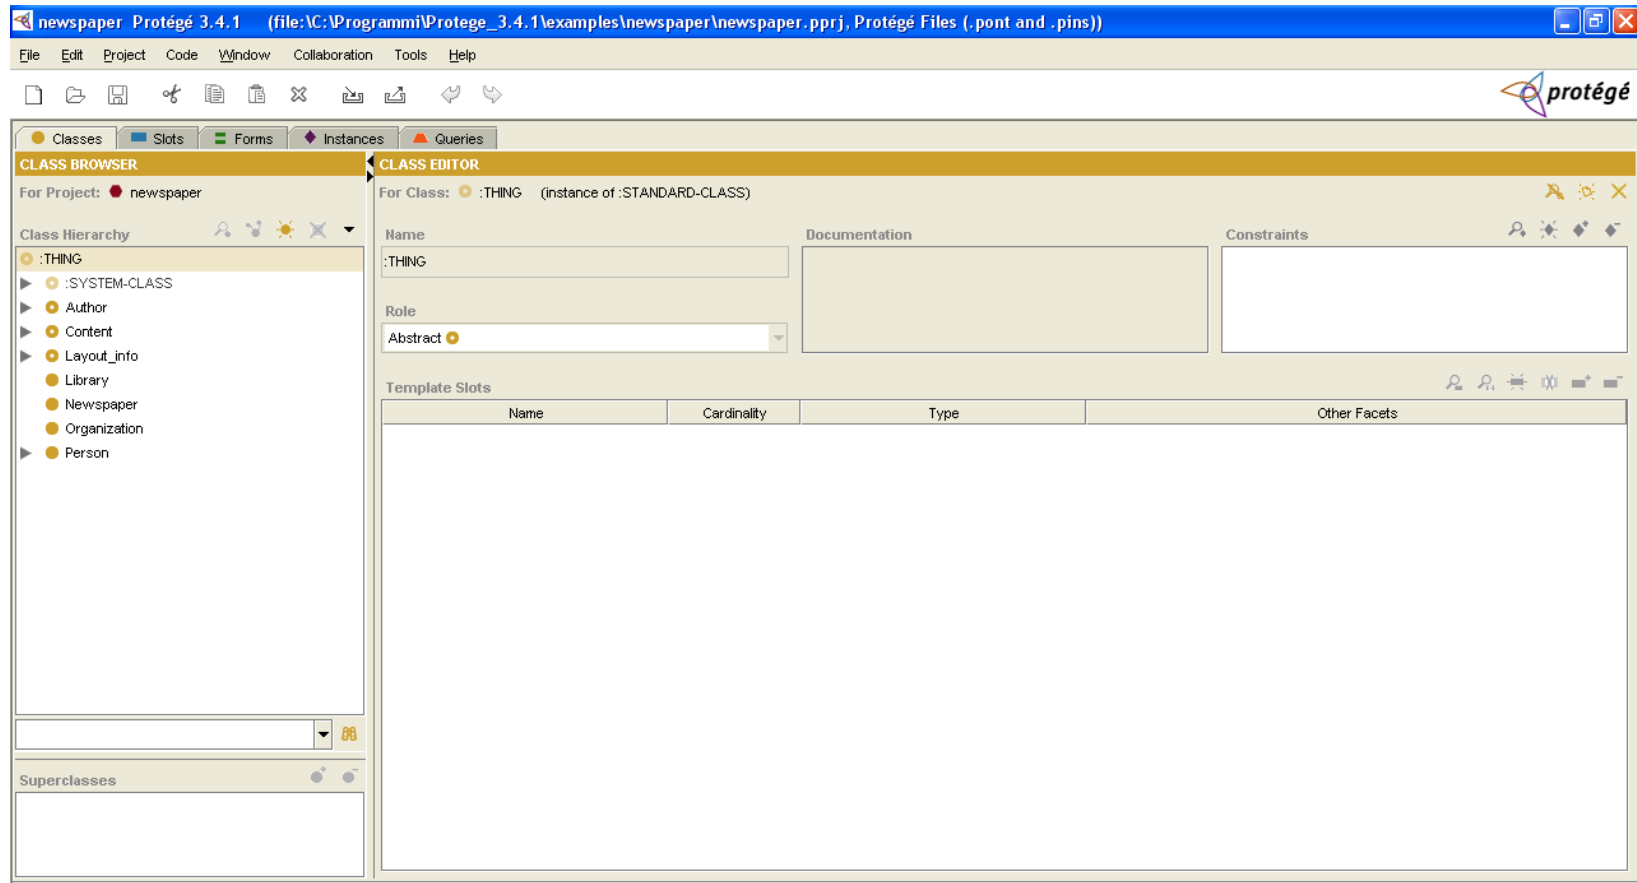 newspaper Protégé 3.4.1 (file:\C:\Programmi\Protege_3.4.1\examples\newspaper\newspaper.pprj, Protégé Files (.pont and .pins))
File Edit Project Code Window Collaboration Tools Help
protégé
Classes Slots Forms Instances Queries
CLASS BROWSER
For Project: newspaper
Class Hierarchy
:THING
:SYSTEM-CLASS
Author
Content
Layout_info
Library
Newspaper
Organization
Person
Superclasses
CLASS EDITOR
For Class: :THING (instance of :STANDARD-CLASS)
Name Documentation Constraints
:THING
Role
Abstract
Template Slots
Name Cardinality Type Other Facets